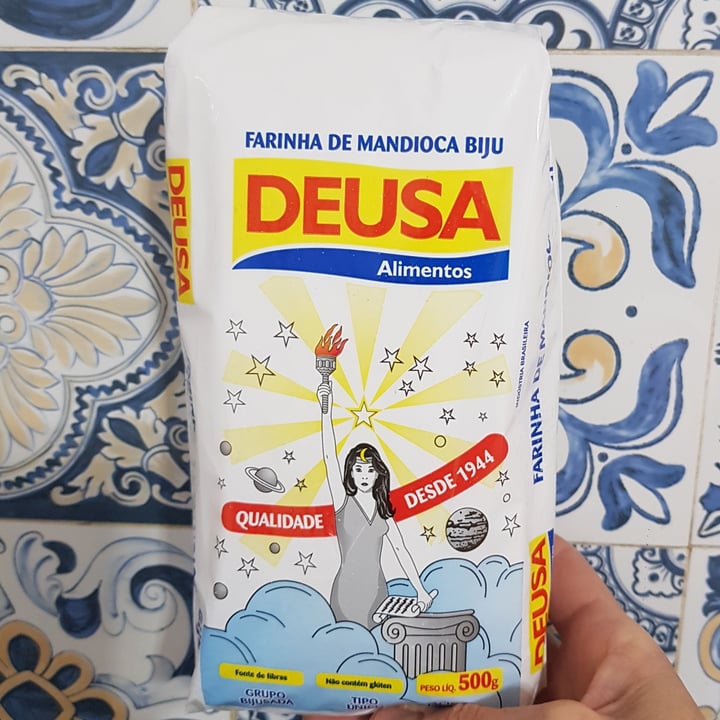 FARINHA DE MANDIOCA BIJU
DEUSA
Alimentos
DEUSA
INDÚSTRIA BRASILEIRA
FARINHA DE
QUALIDADE
DESDE 1944
Fonte de fibras
Não contém glúten
PESO LÍQ. 500g
GRUPO
BIJUSADA
TIPO
DEUSA